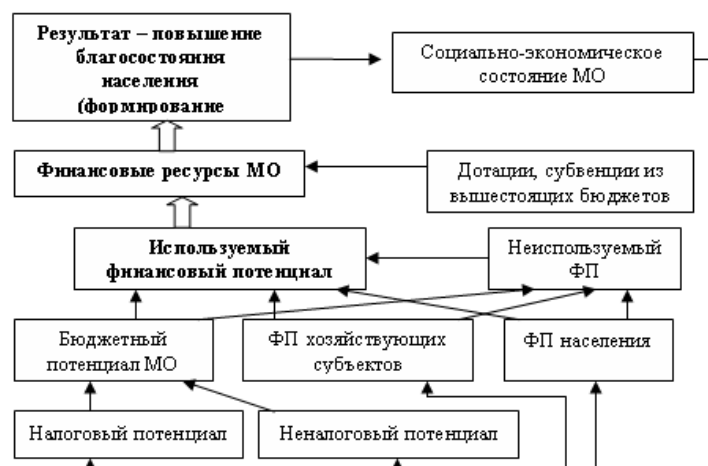 Результат – повышение
благосостояния
населения
(формирование
Социально-экономическое
состояние МО
Финансовые ресурсы МО
Дотации, субвенции из
вышестоящих бюджетов
Используемый
финансовый потенциал
Неиспользуемый
ФП
Бюджетный
потенциал МО
ФП хозяйствующих
субъектов
ФП населения
Налоговый потенциал
Неналоговый потенциал